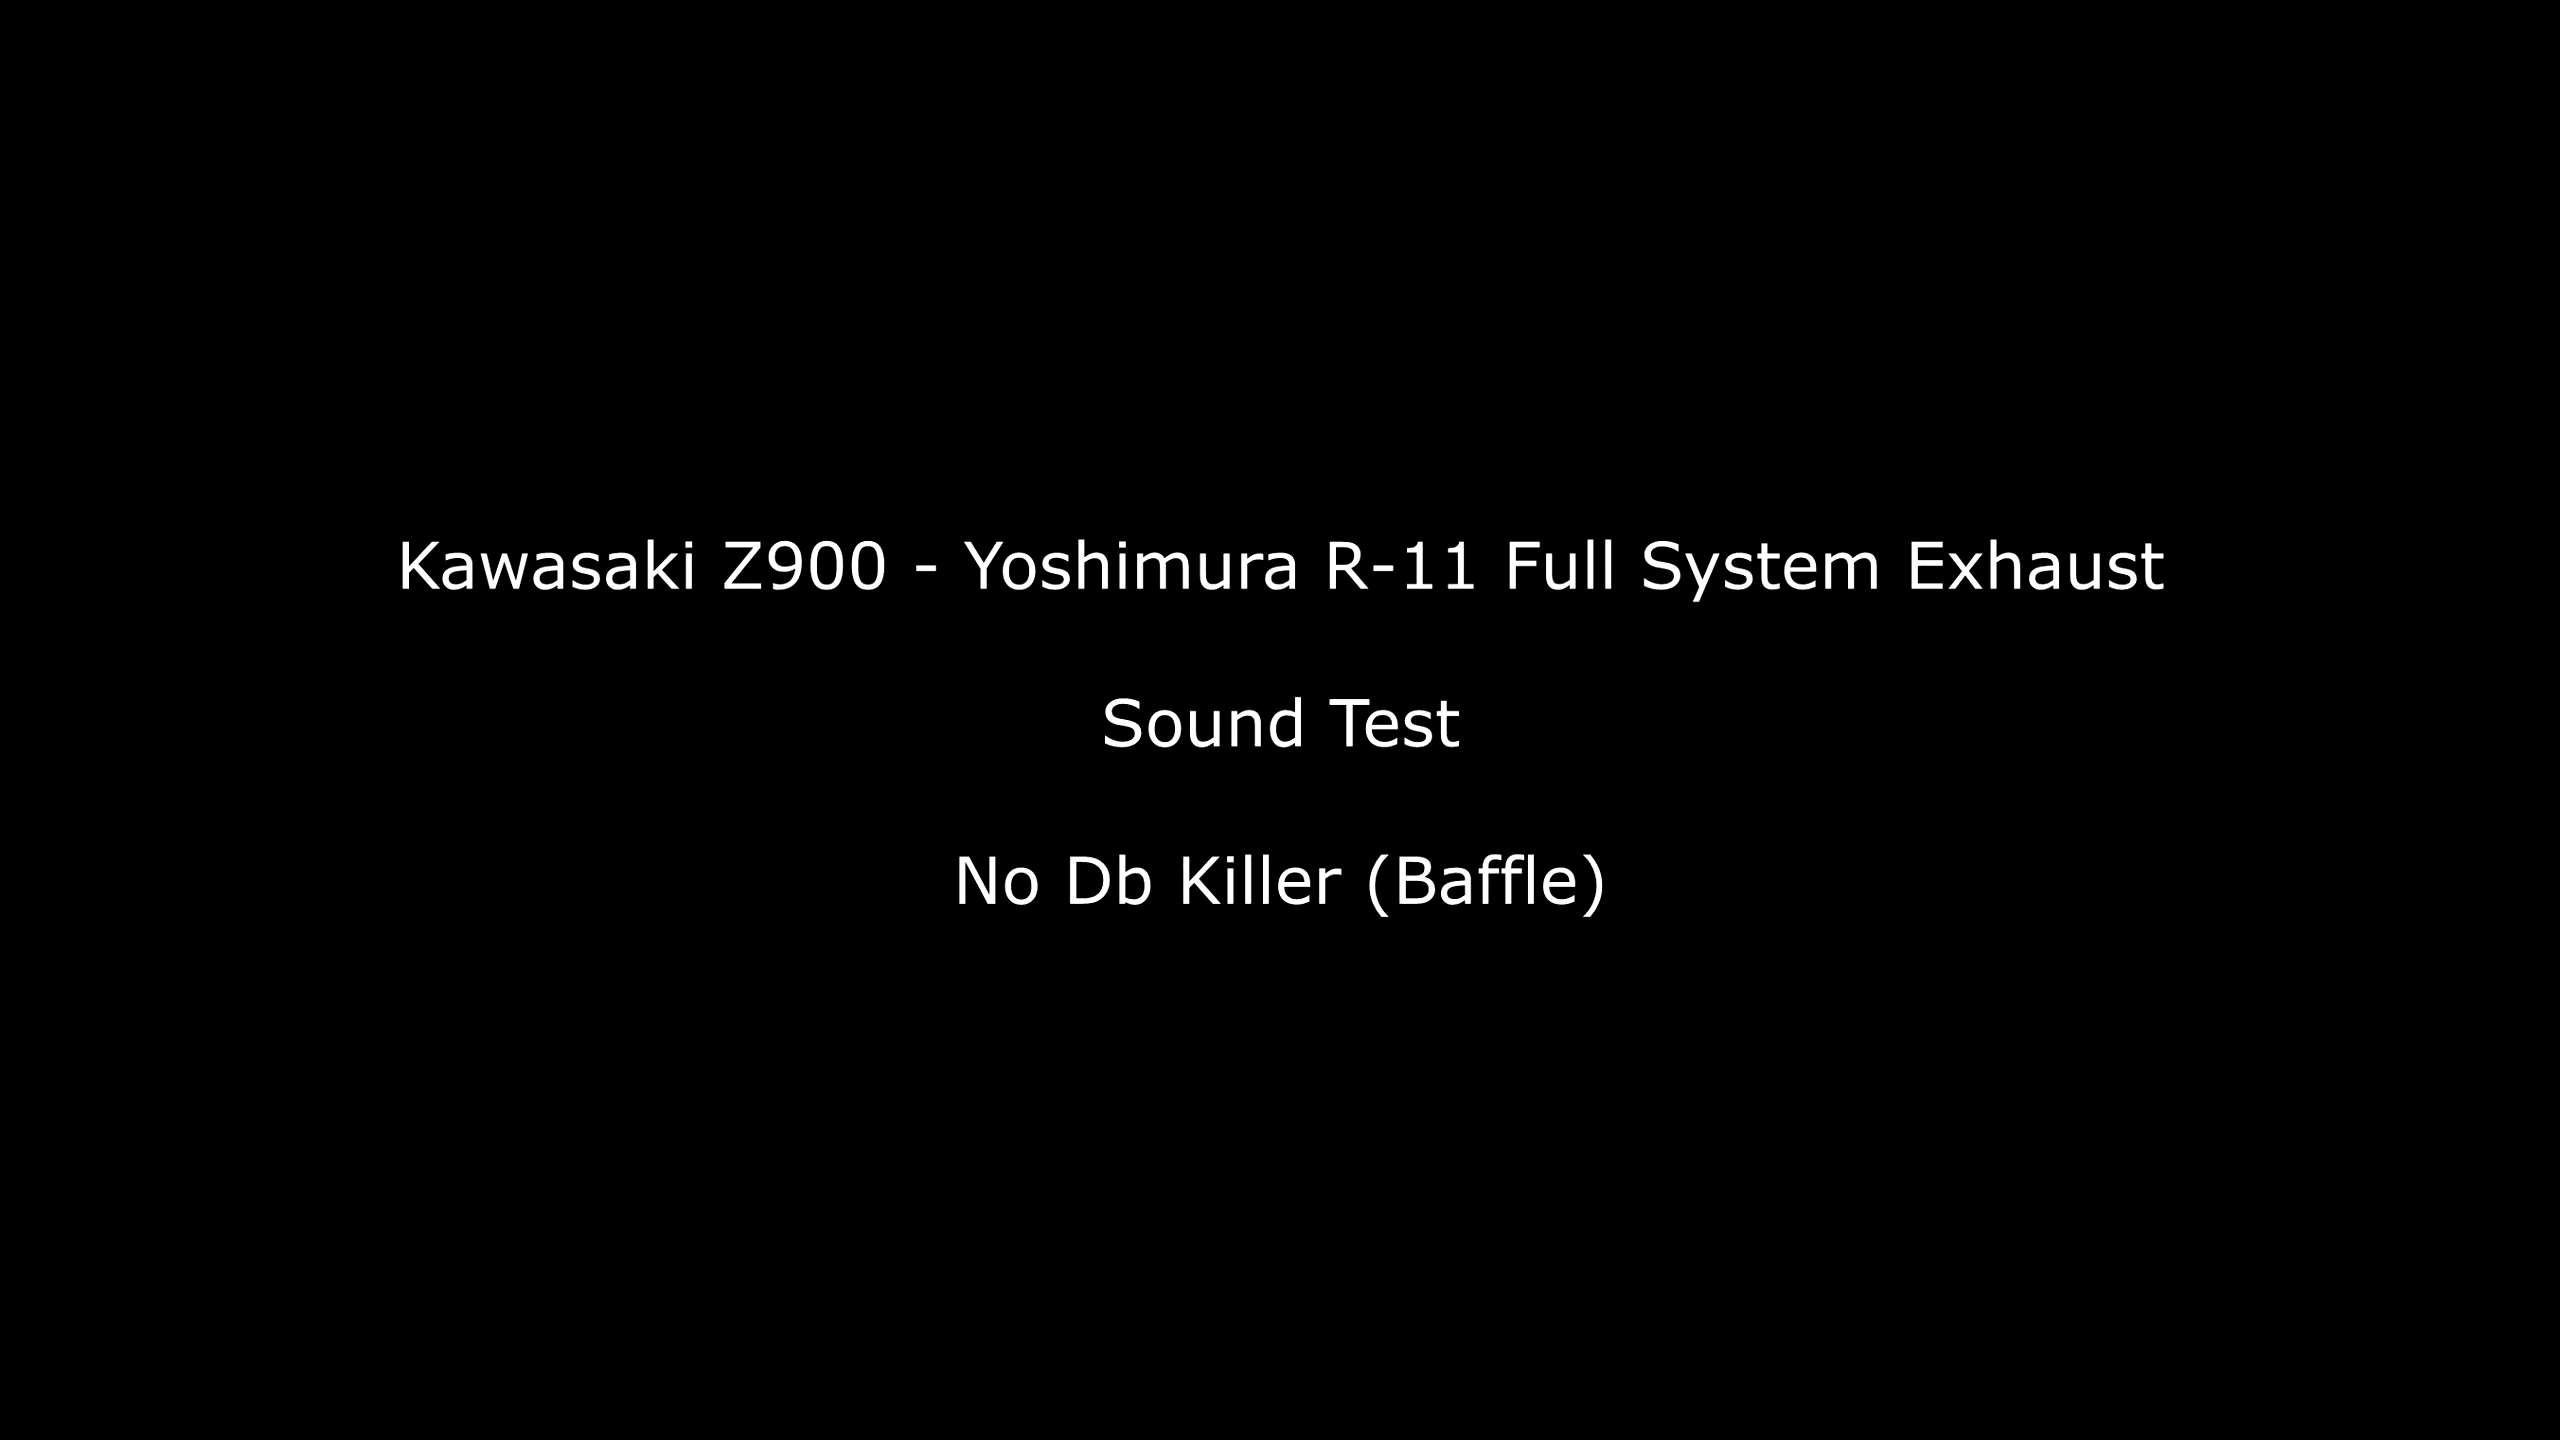 Kawasaki Z900 - Yoshimura R-11 Full System Exhaust
Sound Test
No Db Killer (Baffle)